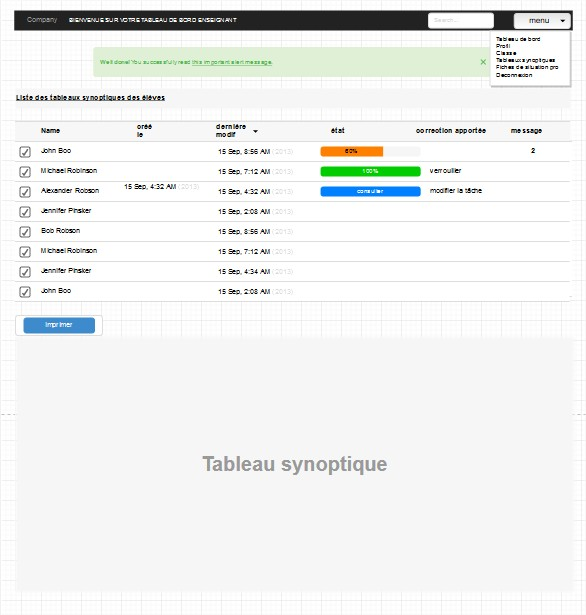 Company BIENVENUE SUR VOTRE TABLEAU DE BORD ENSEIGNANT Search... menu
Tableau de bord
Profil
Classe
Tableaux synoptiques
Fiches de situation pro
Deconnexion
Well done! You successfully read this important alert message. ×
Liste des tableaux synoptiques des élèves
Name créé le dernière modif état correction apportée message
John Boo 15 Sep, 8:56 AM (2013) 60% 2
Michael Robinson 15 Sep, 7:12 AM (2013) 100% verrouiller
Alexander Robson 15 Sep, 4:32 AM (2013) 15 Sep, 4:32 AM (2013) consulter modifier la tâche
Jennifer Pinsker 15 Sep, 2:08 AM (2013)
Bob Robson 15 Sep, 8:56 AM (2013)
Michael Robinson 15 Sep, 7:12 AM (2013)
Jennifer Pinsker 15 Sep, 4:34 AM (2013)
John Boo 15 Sep, 2:08 AM (2013)
Imprimer
Tableau synoptique